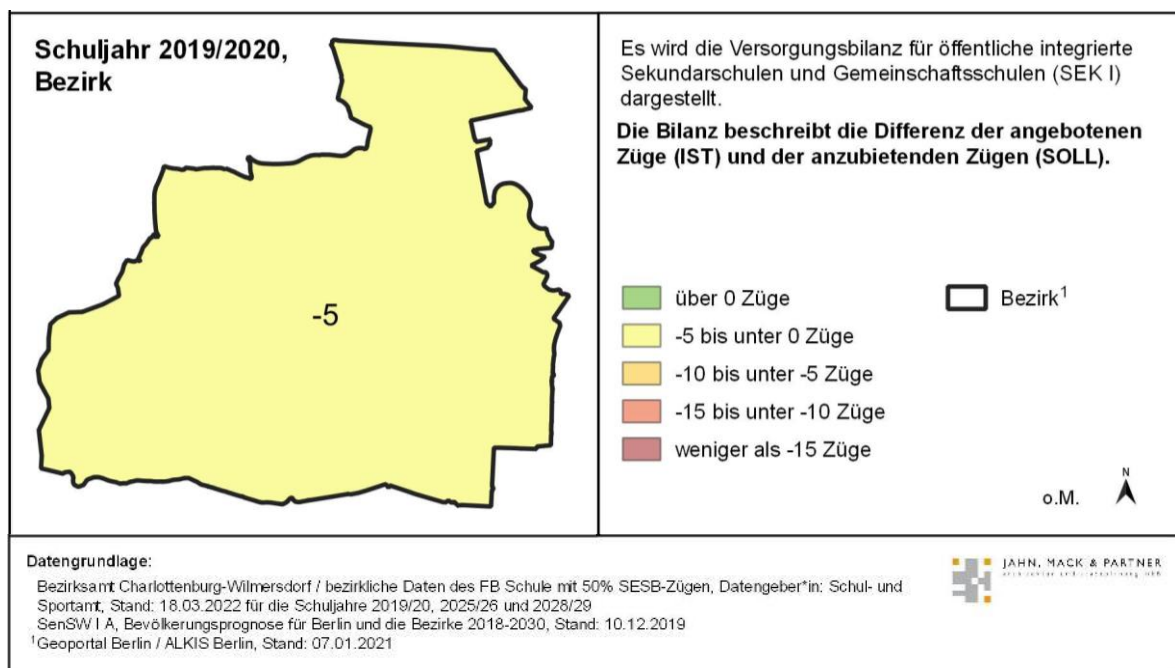 Schuljahr 2019/2020,
Bezirk
-5
Es wird die Versorgungsbilanz für öffentliche integrierte
Sekundarschulen und Gemeinschaftsschulen (SEK I)
dargestellt.
Die Bilanz beschreibt die Differenz der angebotenen
Züge (IST) und der anzubietenden Zügen (SOLL).
über 0 Züge
-5 bis unter 0 Züge
-10 bis unter -5 Züge
-15 bis unter -10 Züge
weniger als -15 Züge
Bezirk¹
o.M.
N
Datengrundlage:
Bezirksamt Charlottenburg-Wilmersdorf / bezirkliche Daten des FB Schule mit 50% SESB-Zügen, Datengeber*in: Schul- und
Sportamt, Stand: 18.03.2022 für die Schuljahre 2019/20, 2025/26 und 2028/29
SenSW I A, Bevölkerungsprognose für Berlin und die Bezirke 2018-2030, Stand: 10.12.2019
¹Geoportal Berlin / ALKIS Berlin, Stand: 07.01.2021
JAHN, MACK & PARTNER